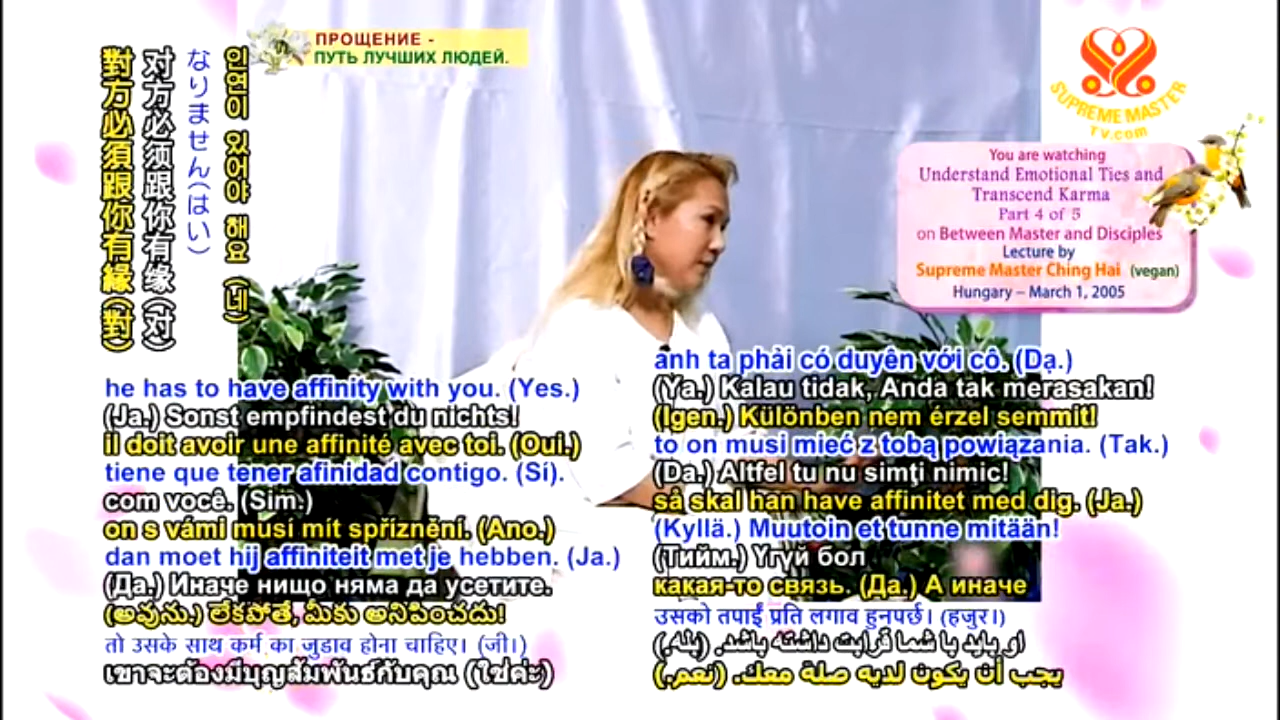 ПРОЩЕНИЕ -
ПУТЬ ЛУЧШИХ ЛЮДЕЙ.
SUPREME MASTER
TV.com
You are watching
Understand Emotional Ties and
Transcend Karma
Part 4 of 5
on Between Master and Disciples
Lecture by
Supreme Master Ching Hai (vegan)
Hungary – March 1, 2005
對方必須跟你有緣 (對)
对方必须跟你有缘 (对)
なりません(はい)
인연이 있어야 해요 (네)
he has to have affinity with you. (Yes.)
(Ja.) Sonst empfindest du nichts!
il doit avoir une affinité avec toi. (Oui.)
tiene que tener afinidad contigo. (Sí).
com você. (Sim.)
on s vámi musí mít spříznění. (Ano.)
dan moet hij affiniteit met je hebben. (Ja.)
(Да.) Иначе нищо няма да усетите.
(అవును.) లేకపోతే, మీకు అనిపించదు!
तो उसके साथ कर्म का जुडाव होना चाहिए। (जी।)
เขาจะต้องมีบุญสัมพันธ์กับคุณ (ใช่ค่ะ)
anh ta phải có duyên với cô. (Dạ.)
(Ya.) Kalau tidak, Anda tak merasakan!
(Igen.) Különben nem érzel semmit!
to on musi mieć z tobą powiązania. (Tak.)
(Da.) Altfel tu nu simţi nimic!
så skal han have affinitet med dig. (Ja.)
(Kyllä.) Muutoin et tunne mitään!
(Тийм.) Үгүй бол
какая-то связь. (Да.) А иначе
उसको तपाईं प्रति लगाव हुनपर्छ। (हजुर।)
او باید با شما قرابت داشته باشد. (بله.)
يجب أن يكون لديه صلة معك. (نعم.)